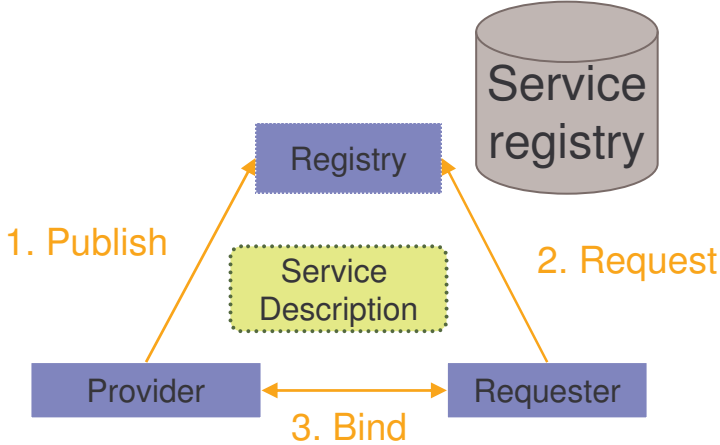 Service
registry
Registry
1. Publish
2. Request
Service
Description
Provider
Requester
3. Bind